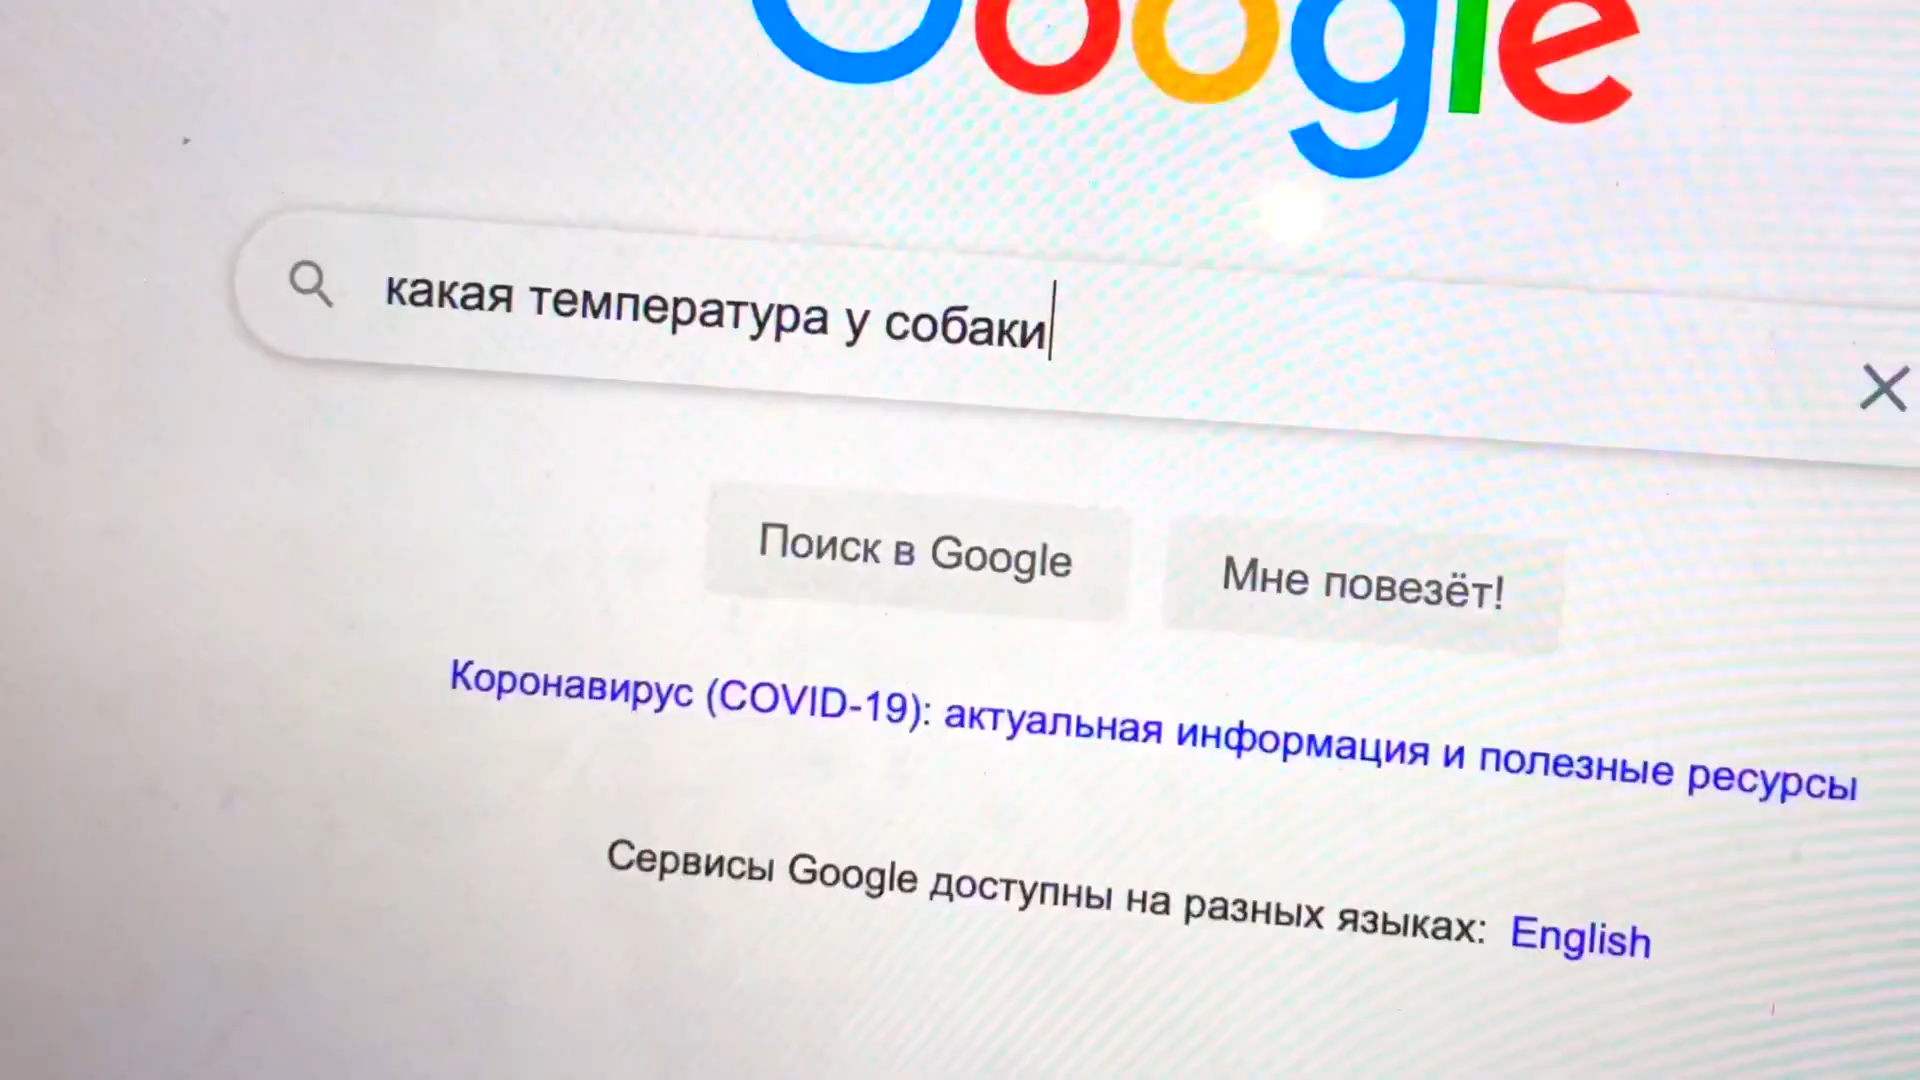 Google
какая температура у собаки
Поиск в Google
Мне повезёт!
Коронавирус (COVID-19): актуальная информация и полезные ресурсы
Сервисы Google доступны на разных языках: English